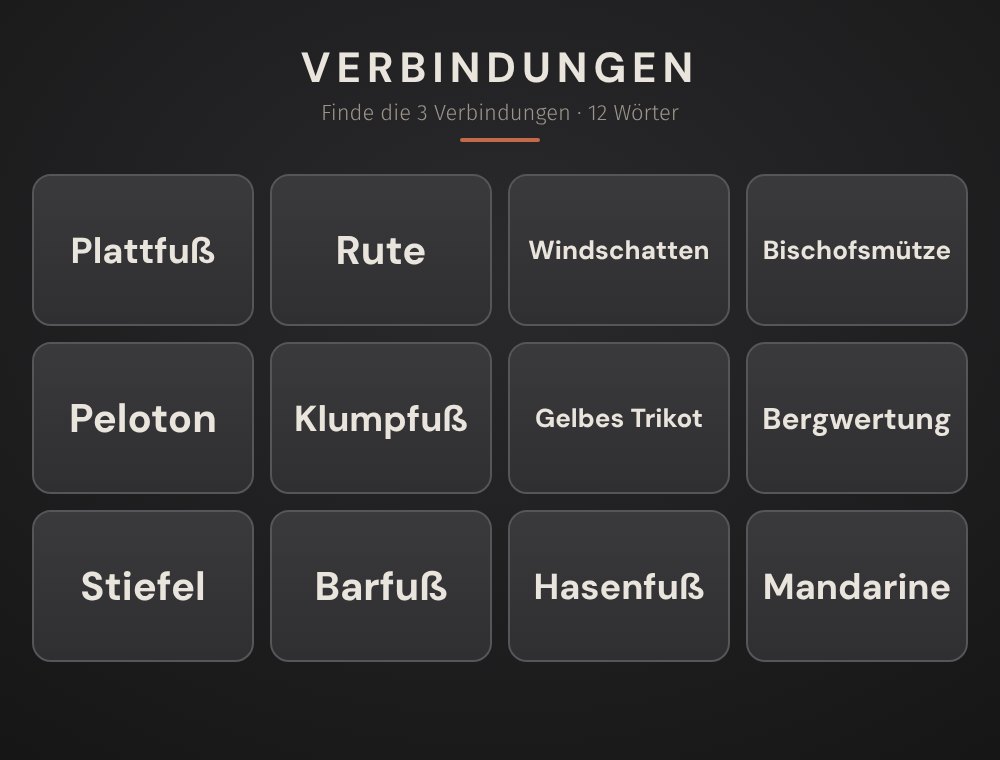 VERBINDUNGEN
Finde die 3 Verbindungen · 12 Wörter
Plattfuß
Rute
Windschatten
Bischofsmütze
Peloton
Klumpfuß
Gelbes Trikot
Bergwertung
Stiefel
Barfuß
Hasenfuß
Mandarine